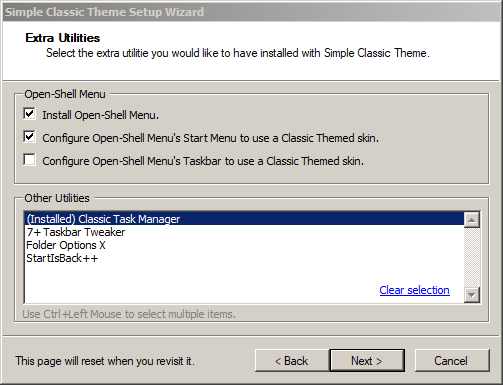 Simple Classic Theme Setup Wizard
Extra Utilities
Select the extra utilitie you would like to have installed with Simple Classic Theme.
Open-Shell Menu
Install Open-Shell Menu.
Configure Open-Shell Menu's Start Menu to use a Classic Themed skin.
Configure Open-Shell Menu's Taskbar to use a Classic Themed skin.
Other Utilities
(Installed) Classic Task Manager
7+ Taskbar Tweaker
Folder Options X
StartIsBack++
Clear selection
Use Ctrl+Left Mouse to select multiple items.
This page will reset when you revisit it.
< Back
Next >
Cancel